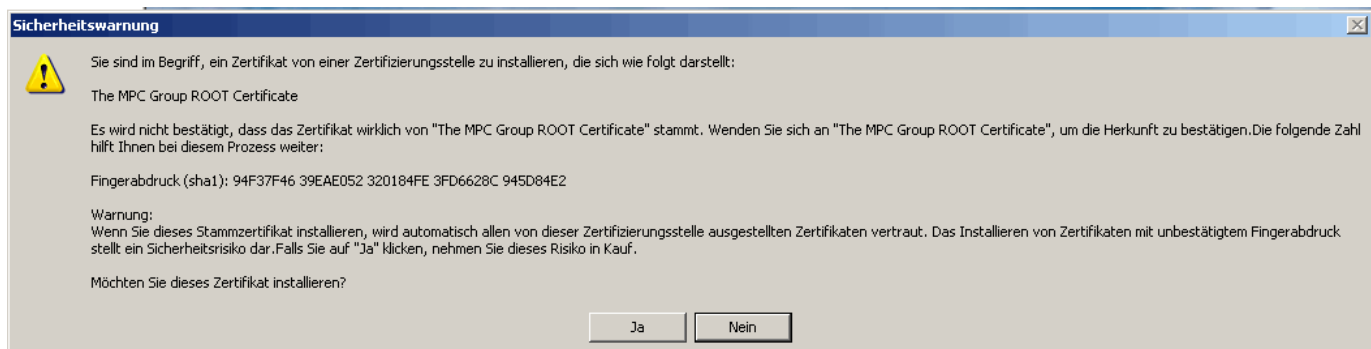 Sicherheitswarnung
Sie sind im Begriff, ein Zertifikat von einer Zertifizierungsstelle zu installieren, die sich wie folgt darstellt:
The MPC Group ROOT Certificate
Es wird nicht bestätigt, dass das Zertifikat wirklich von "The MPC Group ROOT Certificate" stammt. Wenden Sie sich an "The MPC Group ROOT Certificate", um die Herkunft zu bestätigen.Die folgende Zahl
hilft Ihnen bei diesem Prozess weiter:
Fingerabdruck (sha1): 94F37F46 39EAE052 320184FE 3FD6628C 945D84E2
Warnung:
Wenn Sie dieses Stammzertifikat installieren, wird automatisch allen von dieser Zertifizierungsstelle ausgestellten Zertifikaten vertraut. Das Installieren von Zertifikaten mit unbestätigtem Fingerabdruck
stellt ein Sicherheitsrisiko dar.Falls Sie auf "Ja" klicken, nehmen Sie dieses Risiko in Kauf.
Möchten Sie dieses Zertifikat installieren?
Ja
Nein